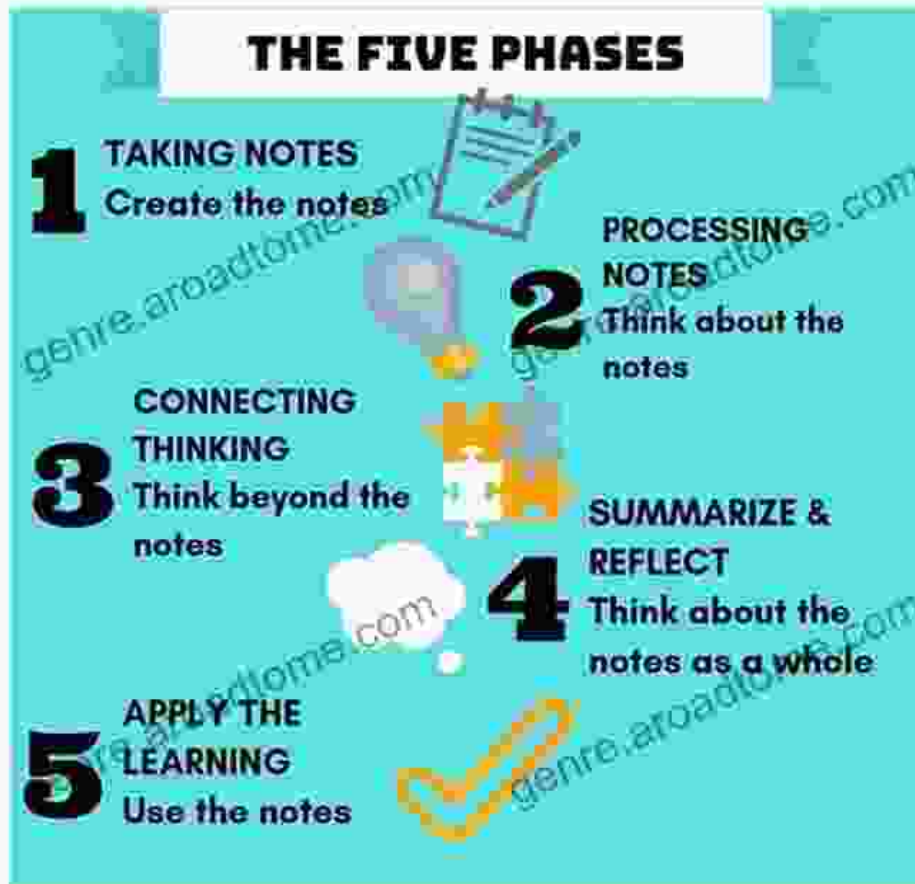 THE FIVE PHASES
1
TAKING NOTES
Create the notes
2
PROCESSING
NOTES
Think about the
notes
3
CONNECTING
THINKING
Think beyond the
notes
4
SUMMARIZE &
REFLECT
Think about the
notes as a whole
5
APPLY THE
LEARNING
Use the notes
genre.aroadtome.com
genre.aroadtome.com
genre.aroadtome.com
re.aroadtome.com